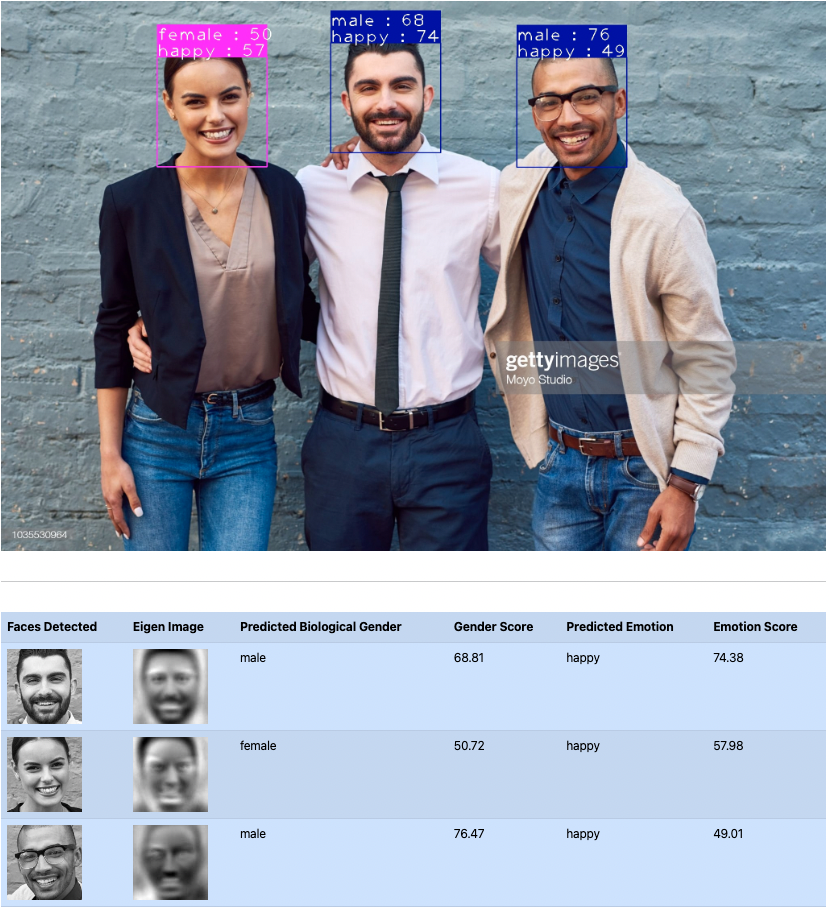 female : 50
happy : 57
male : 68
happy : 74
male : 76
happy : 49
gettyimages®
Moyo Studio
1035530964
Faces Detected Eigen Image Predicted Biological Gender Gender Score Predicted Emotion Emotion Score
male 68.81 happy 74.38
female 50.72 happy 57.98
male 76.47 happy 49.01